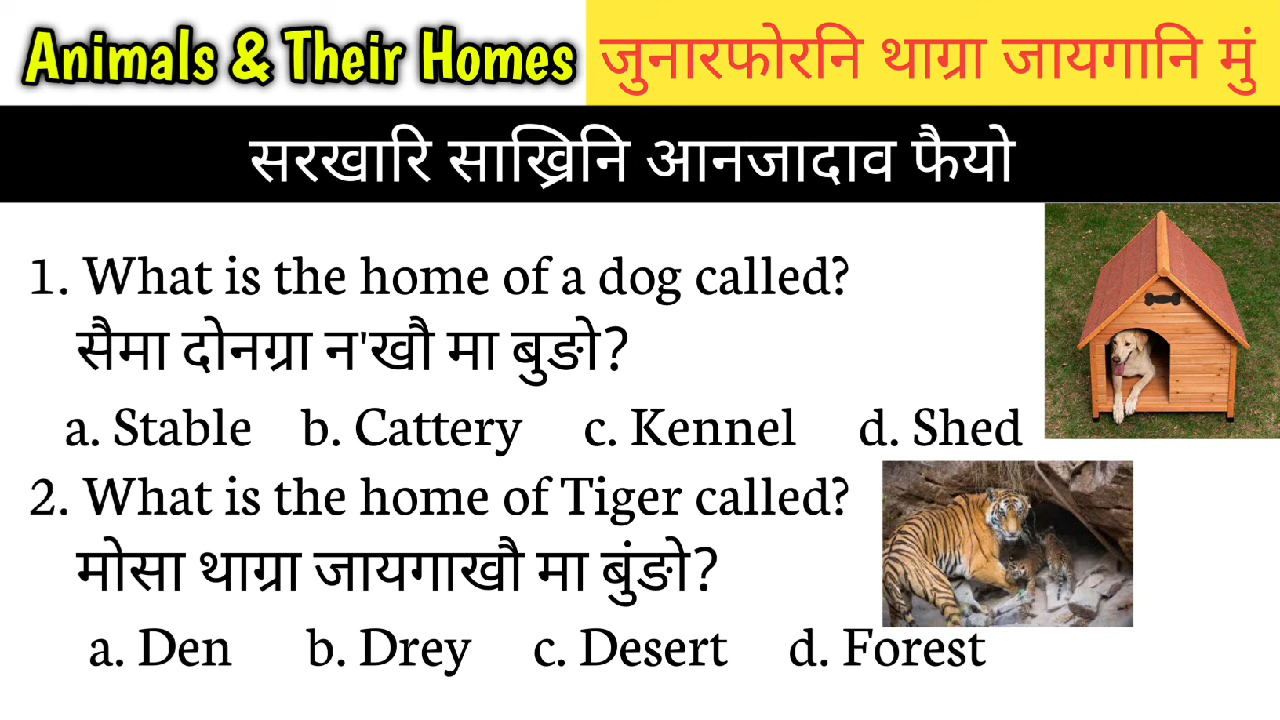 Animals & Their Homes
जुनारफोरनि थाग्रा जायगानि मुं
सरखारि साख्रिनि आनजादाव फैयो
1. What is the home of a dog called?
सैमा दोनग्रा न'खौ मा बुङो?
a. Stable b. Cattery c. Kennel d. Shed
2. What is the home of Tiger called?
मोसा थाग्रा जायगाखौ मा बुंङो?
a. Den b. Drey c. Desert d. Forest